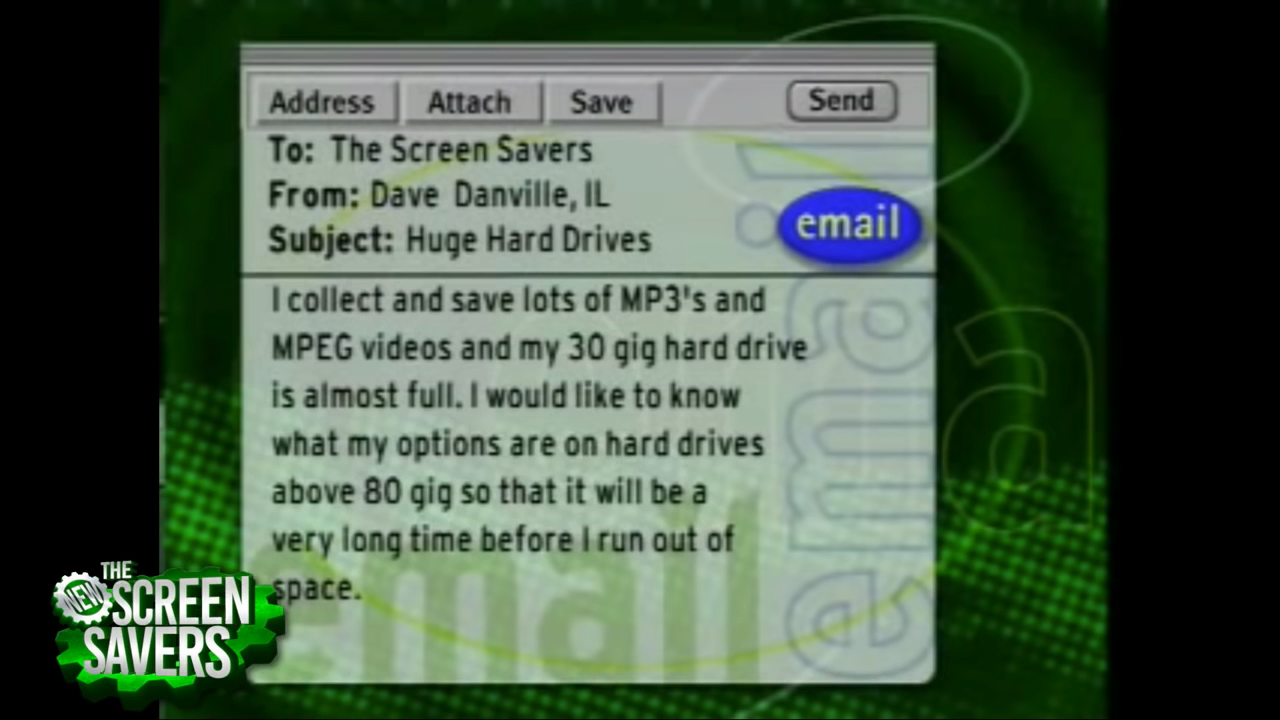 Address Attach Save Send
To: The Screen Savers
From: Dave Danville, IL
Subject: Huge Hard Drives
email
I collect and save lots of MP3's and
MPEG videos and my 30 gig hard drive
is almost full. I would like to know
what my options are on hard drives
above 80 gig so that it will be a
very long time before I run out of
space.
email
email
a
THE
NEW SCREEN
SAVERS